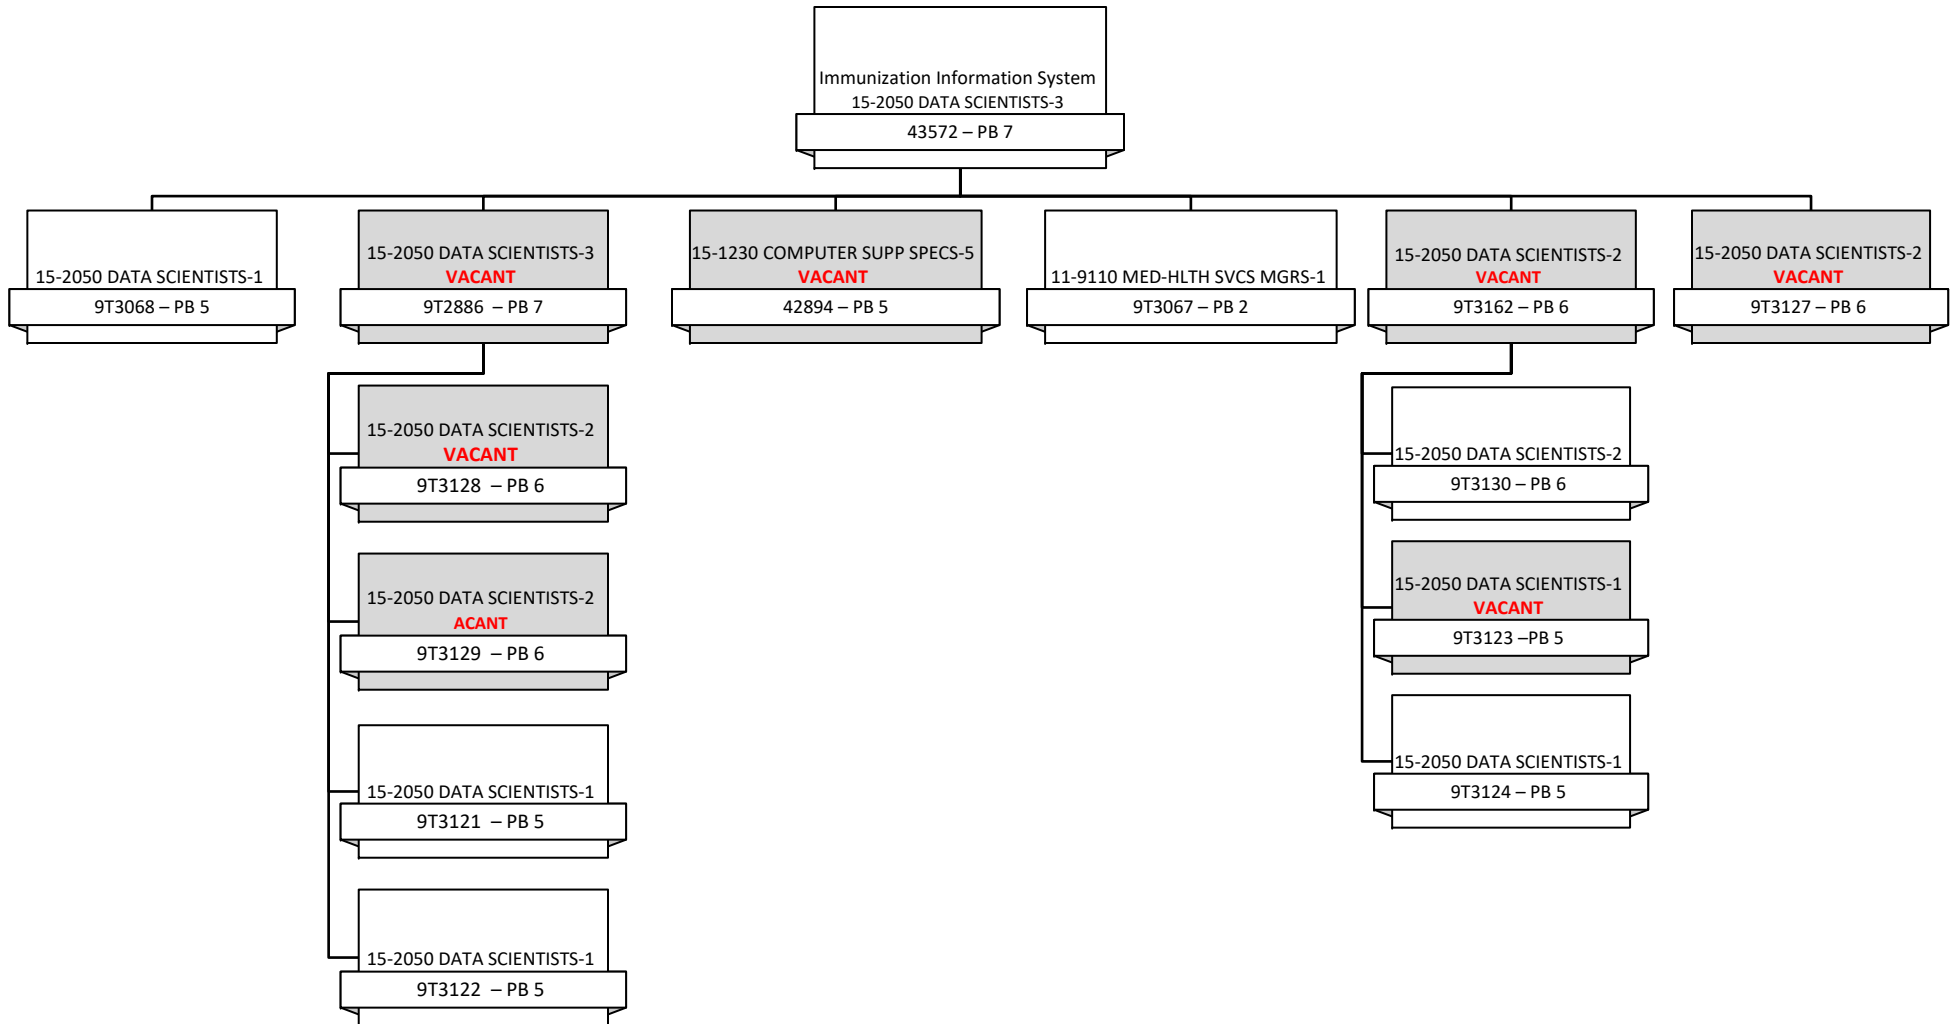 Immunization Information System
15-2050 DATA SCIENTISTS-3
43572 – PB 7
15-2050 DATA SCIENTISTS-1
9T3068 – PB 5
15-2050 DATA SCIENTISTS-3
VACANT
9T2886 – PB 7
15-1230 COMPUTER SUPP SPECS-5
VACANT
42894 – PB 5
11-9110 MED-HLTH SVCS MGRS-1
9T3067 – PB 2
15-2050 DATA SCIENTISTS-2
VACANT
9T3162 – PB 6
15-2050 DATA SCIENTISTS-2
VACANT
9T3127 – PB 6
15-2050 DATA SCIENTISTS-2
VACANT
9T3128 – PB 6
15-2050 DATA SCIENTISTS-2
ACANT
9T3129 – PB 6
15-2050 DATA SCIENTISTS-1
9T3121 – PB 5
15-2050 DATA SCIENTISTS-1
9T3122 – PB 5
15-2050 DATA SCIENTISTS-2
9T3130 – PB 6
15-2050 DATA SCIENTISTS-1
VACANT
9T3123 –PB 5
15-2050 DATA SCIENTISTS-1
9T3124 – PB 5